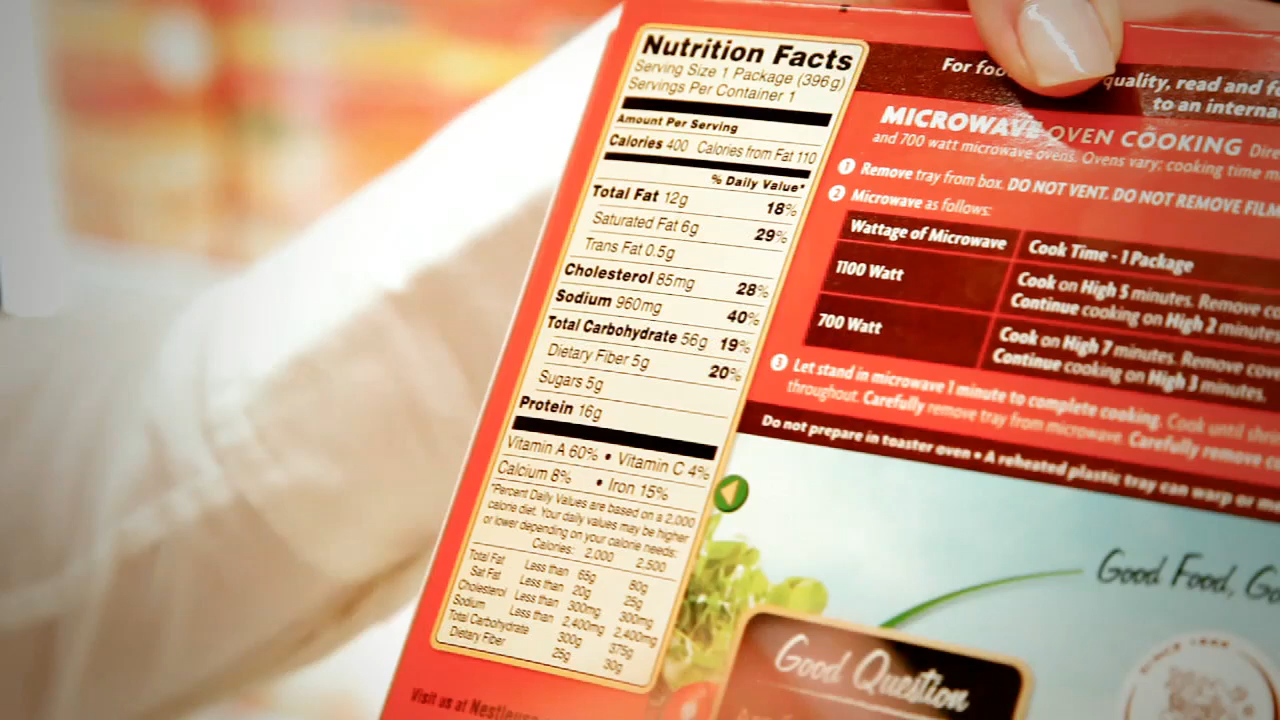 Nutrition Facts
Serving Size 1 Package (396g)
Servings Per Container 1
Amount Per Serving
Calories 400 Calories from Fat 110
% Daily Value*
Total Fat 12g 18%
Saturated Fat 6g 29%
Trans Fat 0.5g
Cholesterol 85mg 28%
Sodium 960mg 40%
Total Carbohydrate 56g 19%
Dietary Fiber 5g 20%
Sugars 5g
Protein 16g
Vitamin A 60% • Vitamin C 4%
Calcium 8% • Iron 15%
*Percent Daily Values are based on a 2,000
calorie diet. Your daily values may be higher
or lower depending on your calorie needs:
Calories: 2,000 2,500
Total Fat Less than 65g 80g
Sat Fat Less than 20g 25g
Cholesterol Less than 300mg 300mg
Sodium Less than 2,400mg 2,400mg
Total Carbohydrate 300g 375g
Dietary Fiber 25g 30g
Visit us at
For quality, read and
to an
MICROWAVE OVEN COOKING
and 700 watt microwave ovens. Ovens vary; cooking time
1 Remove tray from box. DO NOT VENT. DO NOT REMOVE FILM
2 Microwave as follows:
Wattage of Microwave Cook Time - 1 Package
1100 Watt Cook on High 5 minutes. Remove
Continue cooking on High 2 minutes
700 Watt Cook on High 7 minutes. Remove
Continue cooking on High 3 minutes.
3 Let stand in microwave 1 minute to complete cooking. Cook until
throughout. Carefully remove tray from microwave. Carefully remove
Do not prepare in toaster oven • A reheated plastic tray can warp or
Good Food,
Good Question